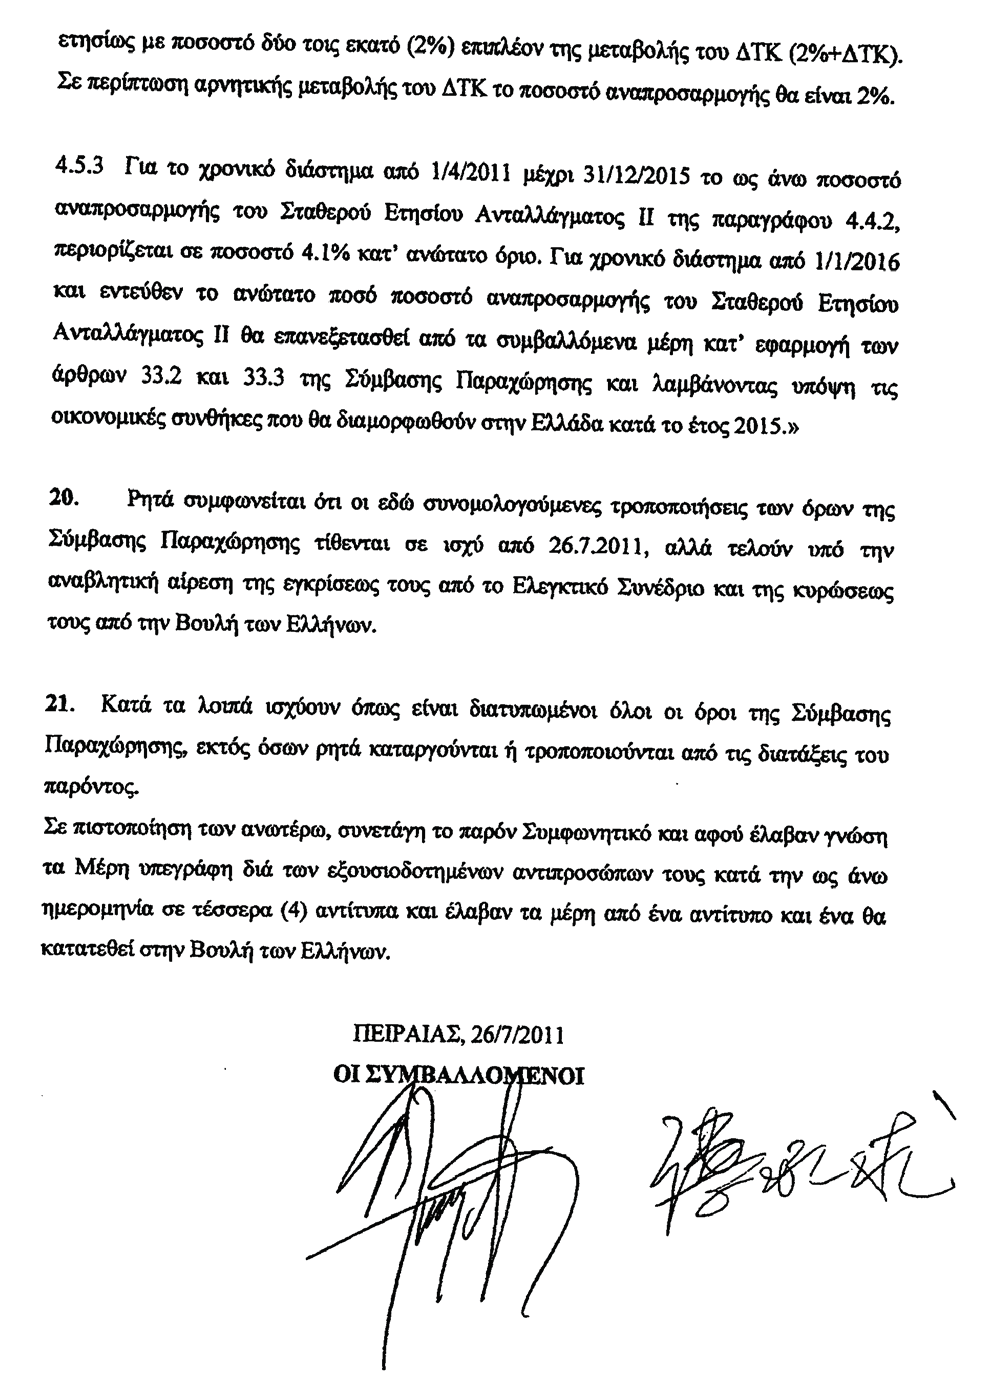 ετησίως με ποσοστό δύο τοις εκατό (2%) επιπλέον της μεταβολής του ΔΤΚ (2%+ΔΤΚ).
Σε περίπτωση αρνητικής μεταβολής του ΔΤΚ το ποσοστό αναπροσαρμογής θα είναι 2%.
4.5.3 Για το χρονικό διάστημα από 1/4/2011 μέχρι 31/12/2015 το ως άνω ποσοστό
αναπροσαρμογής του Σταθερού Ετησίου Ανταλλάγματος ΙΙ της παραγράφου 4.4.2,
περιορίζεται σε ποσοστό 4.1% κατ’ ανώτατο όριο. Για χρονικό διάστημα από 1/1/2016
και εντεύθεν το ανώτατο ποσό ποσοστό αναπροσαρμογής του Σταθερού Ετησίου
Ανταλλάγματος ΙΙ θα επανεξετασθεί από τα συμβαλλόμενα μέρη κατ’ εφαρμογή των
άρθρων 33.2 και 33.3 της Σύμβασης Παραχώρησης και λαμβάνοντας υπόψη τις
οικονομικές συνθήκες που θα διαμορφωθούν στην Ελλάδα κατά το έτος 2015.»
20. Ρητά συμφωνείται ότι οι εδώ συνομολογούμενες τροποποιήσεις των όρων της
Σύμβασης Παραχώρησης τίθενται σε ισχύ από 26.7.2011, αλλά τελούν υπό την
αναβλητική αίρεση της εγκρίσεως τους από το Ελεγκτικό Συνέδριο και της κυρώσεως
τους από την Βουλή των Ελλήνων.
21. Κατά τα λοιπά ισχύουν όπως είναι διατυπωμένοι όλοι οι όροι της Σύμβασης
Παραχώρησης, εκτός όσων ρητά καταργούνται ή τροποποιούνται από τις διατάξεις του
παρόντος.
Σε πιστοποίηση των ανωτέρω, συνετάγη το παρόν Συμφωνητικό και αφού έλαβαν γνώση
τα Μέρη υπεγράφη διά των εξουσιοδοτημένων αντιπροσώπων τους κατά την ως άνω
ημερομηνία σε τέσσερα (4) αντίτυπα και έλαβαν τα μέρη από ένα αντίτυπο και ένα θα
κατατεθεί στην Βουλή των Ελλήνων.
ΠΕΙΡΑΙΑΣ, 26/7/2011
ΟΙ ΣΥΜΒΑΛΛΟΜΕΝΟΙ